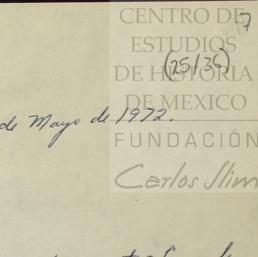 CENTRO DE
7
ESTUDIOS
(25/36)
DE HISTORIA
DE MEXICO
de Mayo de 1972.
FUNDACIÓN
Carlos Slim